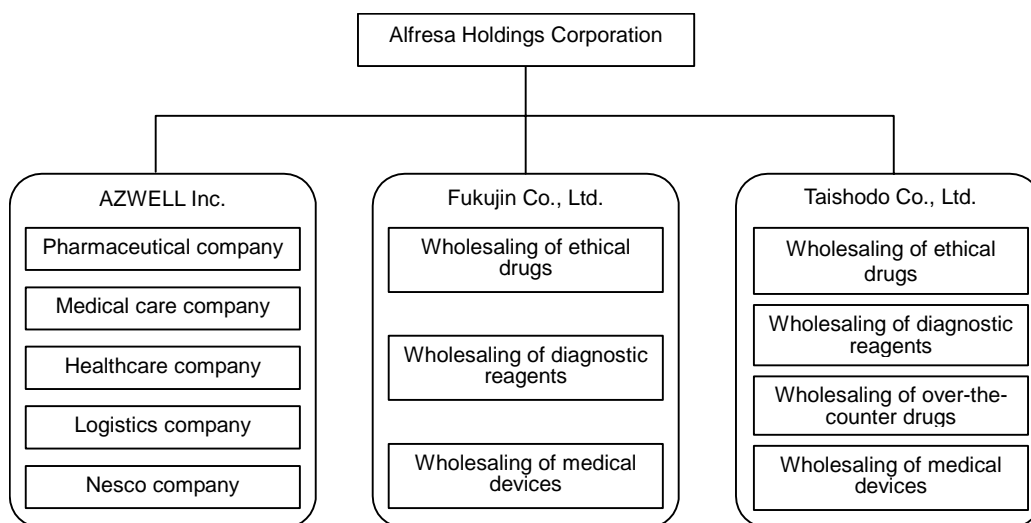 Alfresa Holdings Corporation
AZWELL Inc.
Pharmaceutical company
Medical care company
Healthcare company
Logistics company
Nesco company
Fukujin Co., Ltd.
Wholesaling of ethical
drugs
Wholesaling of diagnostic
reagents
Wholesaling of medical
devices
Taishodo Co., Ltd.
Wholesaling of ethical
drugs
Wholesaling of diagnostic
reagents
Wholesaling of over-the-
counter drugs
Wholesaling of medical
devices